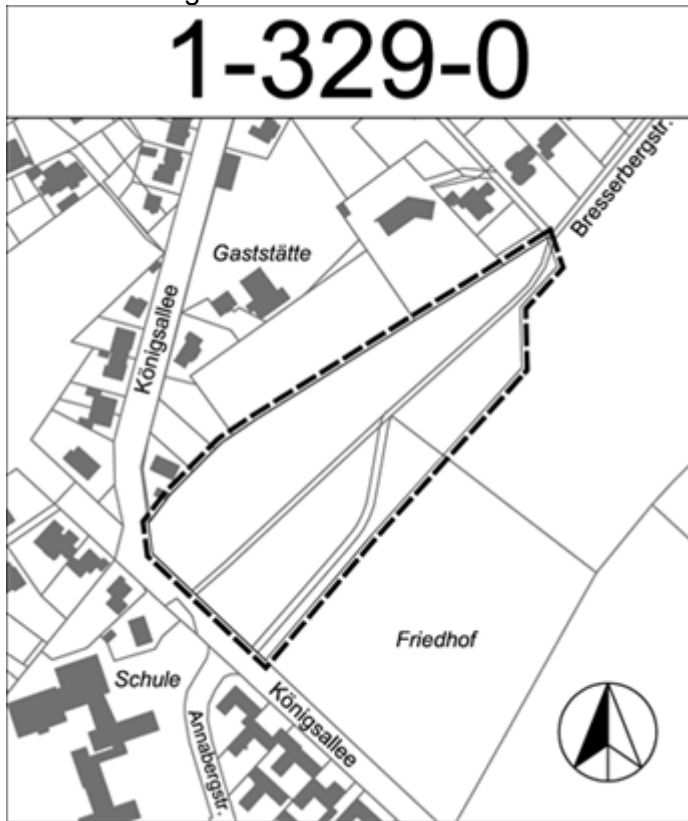 1-329-0
Bresserbergstr.
Gaststätte
Königsallee
Friedhof
Schule
Königsallee
Annabergstr.